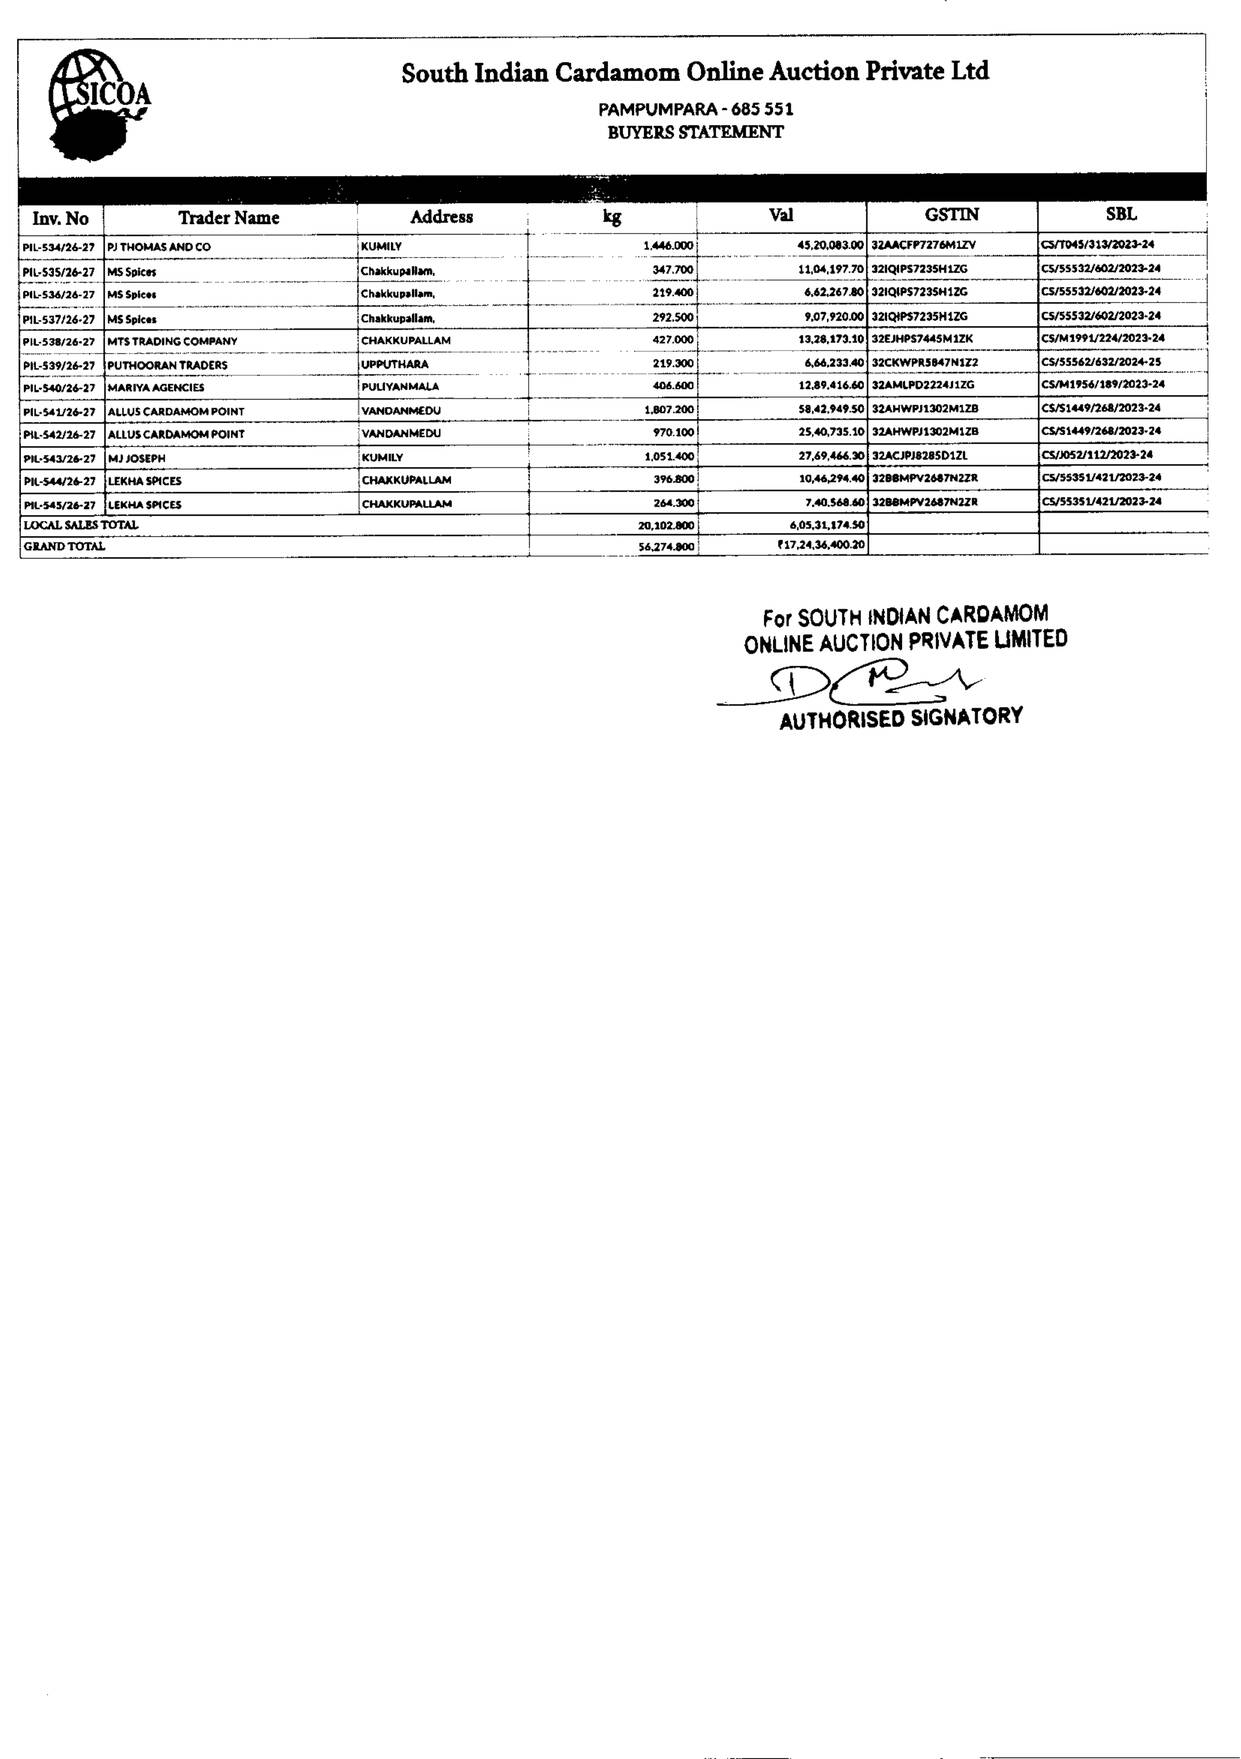 SICOA
South Indian Cardamom Online Auction Private Ltd
PAMPUMPARA - 685 551
BUYERS STATEMENT
Inv. No Trader Name Address kg Val GSTIN SBL
PIL-534/26-27 PJ THOMAS AND CO KUMILY 1,446.000 45,20,083.00 32AACFP7276M1ZV CS/T045/313/2023-24
PIL-535/26-27 MS Spices Chakkupallam, 347.700 11,04,197.70 32IQIPS7235H1ZG CS/55532/602/2023-24
PIL-536/26-27 MS Spices Chakkupallam, 219.400 6,62,267.80 32IQIPS7235H1ZG CS/55532/602/2023-24
PIL-537/26-27 MS Spices Chakkupallam, 292.500 9,07,920.00 32IQIPS7235H1ZG CS/55532/602/2023-24
PIL-538/26-27 MTS TRADING COMPANY CHAKKUPALLAM 427.000 13,28,173.10 32EJHPS7445M1ZK CS/M1991/224/2023-24
PIL-539/26-27 PUTHOORAN TRADERS UPPUTHARA 219.300 6,66,233.40 32CKWPR5847N1Z2 CS/55562/632/2024-25
PIL-540/26-27 MARIYA AGENCIES PULIYANMALA 406.600 12,89,416.60 32AMLPD2224J1ZG CS/M1956/189/2023-24
PIL-541/26-27 ALLUS CARDAMOM POINT VANDANMEDU 1,807.200 58,42,949.50 32AHWPJ1302M1ZB CS/S1449/268/2023-24
PIL-542/26-27 ALLUS CARDAMOM POINT VANDANMEDU 970.100 25,40,735.10 32AHWPJ1302M1ZB CS/S1449/268/2023-24
PIL-543/26-27 MJ JOSEPH KUMILY 1,051.400 27,69,466.30 32ACJPJ8285D1ZL CS/J052/112/2023-24
PIL-544/26-27 LEKHA SPICES CHAKKUPALLAM 396.800 10,46,294.40 32BBMPV2687N2ZR CS/55351/421/2023-24
PIL-545/26-27 LEKHA SPICES CHAKKUPALLAM 264.300 7,40,568.60 32BBMPV2687N2ZR CS/55351/421/2023-24
LOCAL SALES TOTAL 20,102.800 6,05,31,174.50
GRAND TOTAL 56,274.800 ₹17,24,36,400.20
For SOUTH INDIAN CARDAMOM
ONLINE AUCTION PRIVATE LIMITED
AUTHORISED SIGNATORY